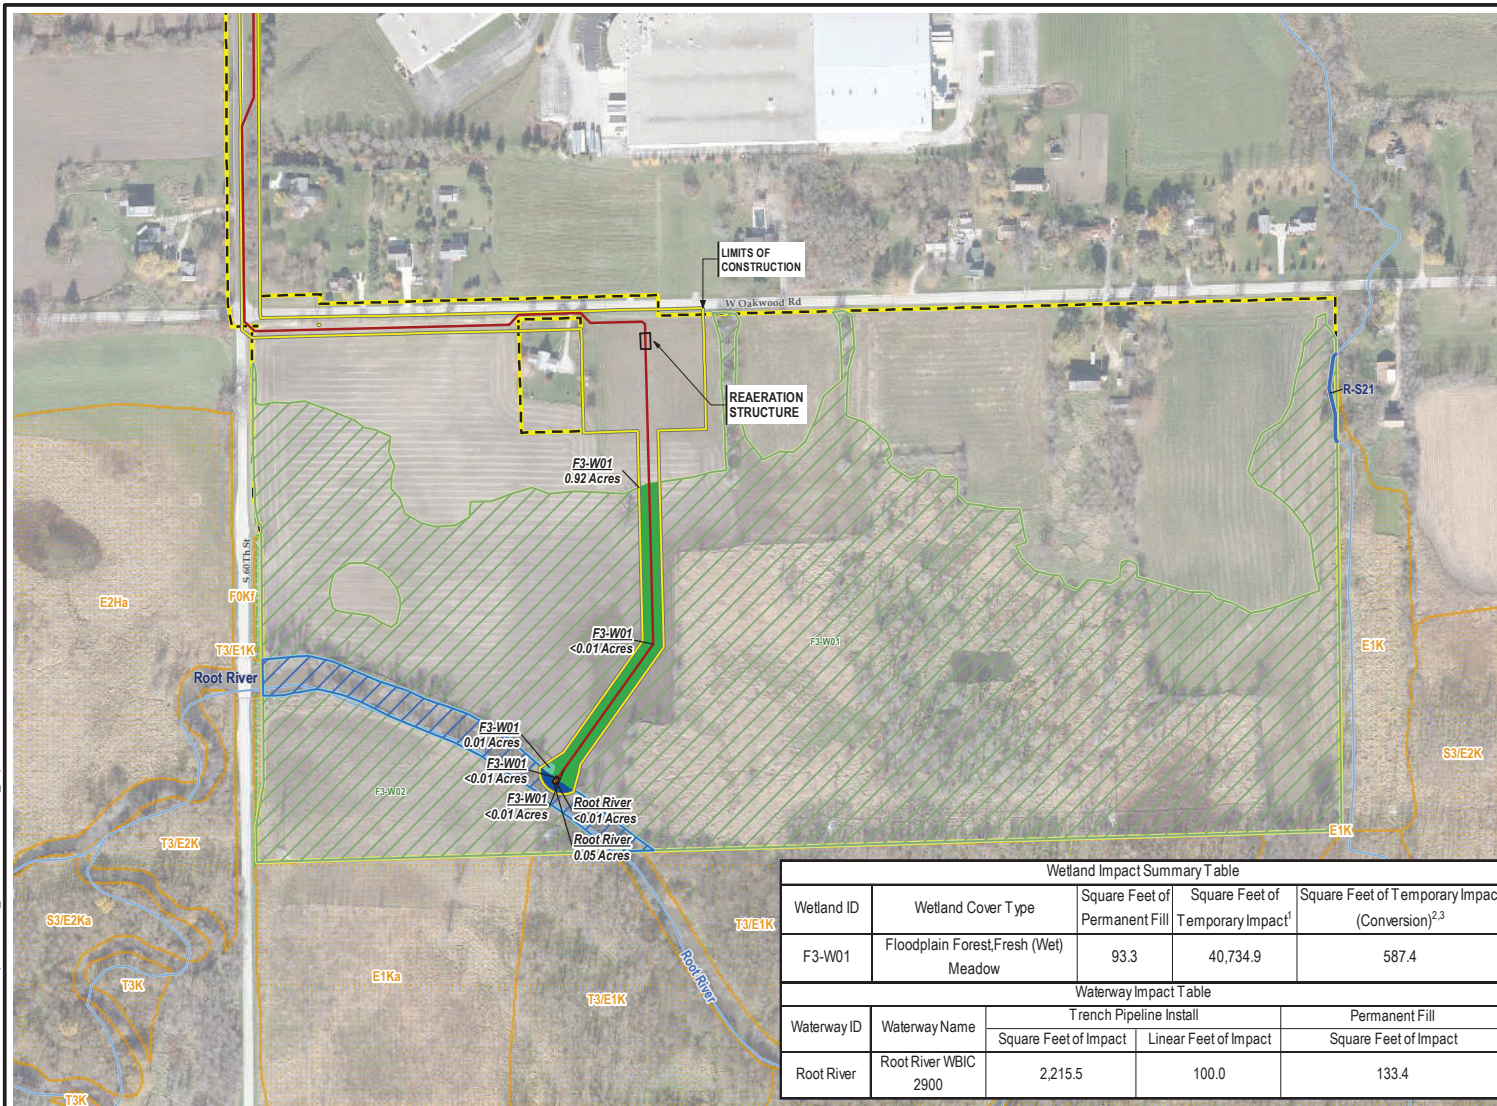 LIMITS OF
CONSTRUCTION
W Oakwood Rd
REAERATION
STRUCTURE
R-S21
F3-W01
0.92 Acres
S 60Th St
E2Ha
F0Kf
T3/E1K
Root River
F3-W01
<0.01 Acres
F3-W01
E1K
F3-W01
0.01 Acres
F3-W01
<0.01 Acres
F3-W01
<0.01 Acres
Root River
<0.01 Acres
Root River
0.05 Acres
F3-W02
S3/E2K
E1K
T3/E2K
S3/E2Ka
T3K
T3K
E1Ka
T3/E1K
T3/E1K
Root River
Wetland Impact Summary Table
Wetland ID
Wetland Cover Type
Square Feet of
Permanent Fill
Square Feet of
Temporary Impact1
Square Feet of Temporary Impac
(Conversion)2,3
F3-W01
Floodplain Forest,Fresh (Wet)
Meadow
93.3
40,734.9
587.4
Waterway Impact Table
Waterway ID
Waterway Name
Trench Pipeline Install
Permanent Fill
Square Feet of Impact
Linear Feet of Impact
Square Feet of Impact
Root River
Root River WBIC
2900
2,215.5
100.0
133.4